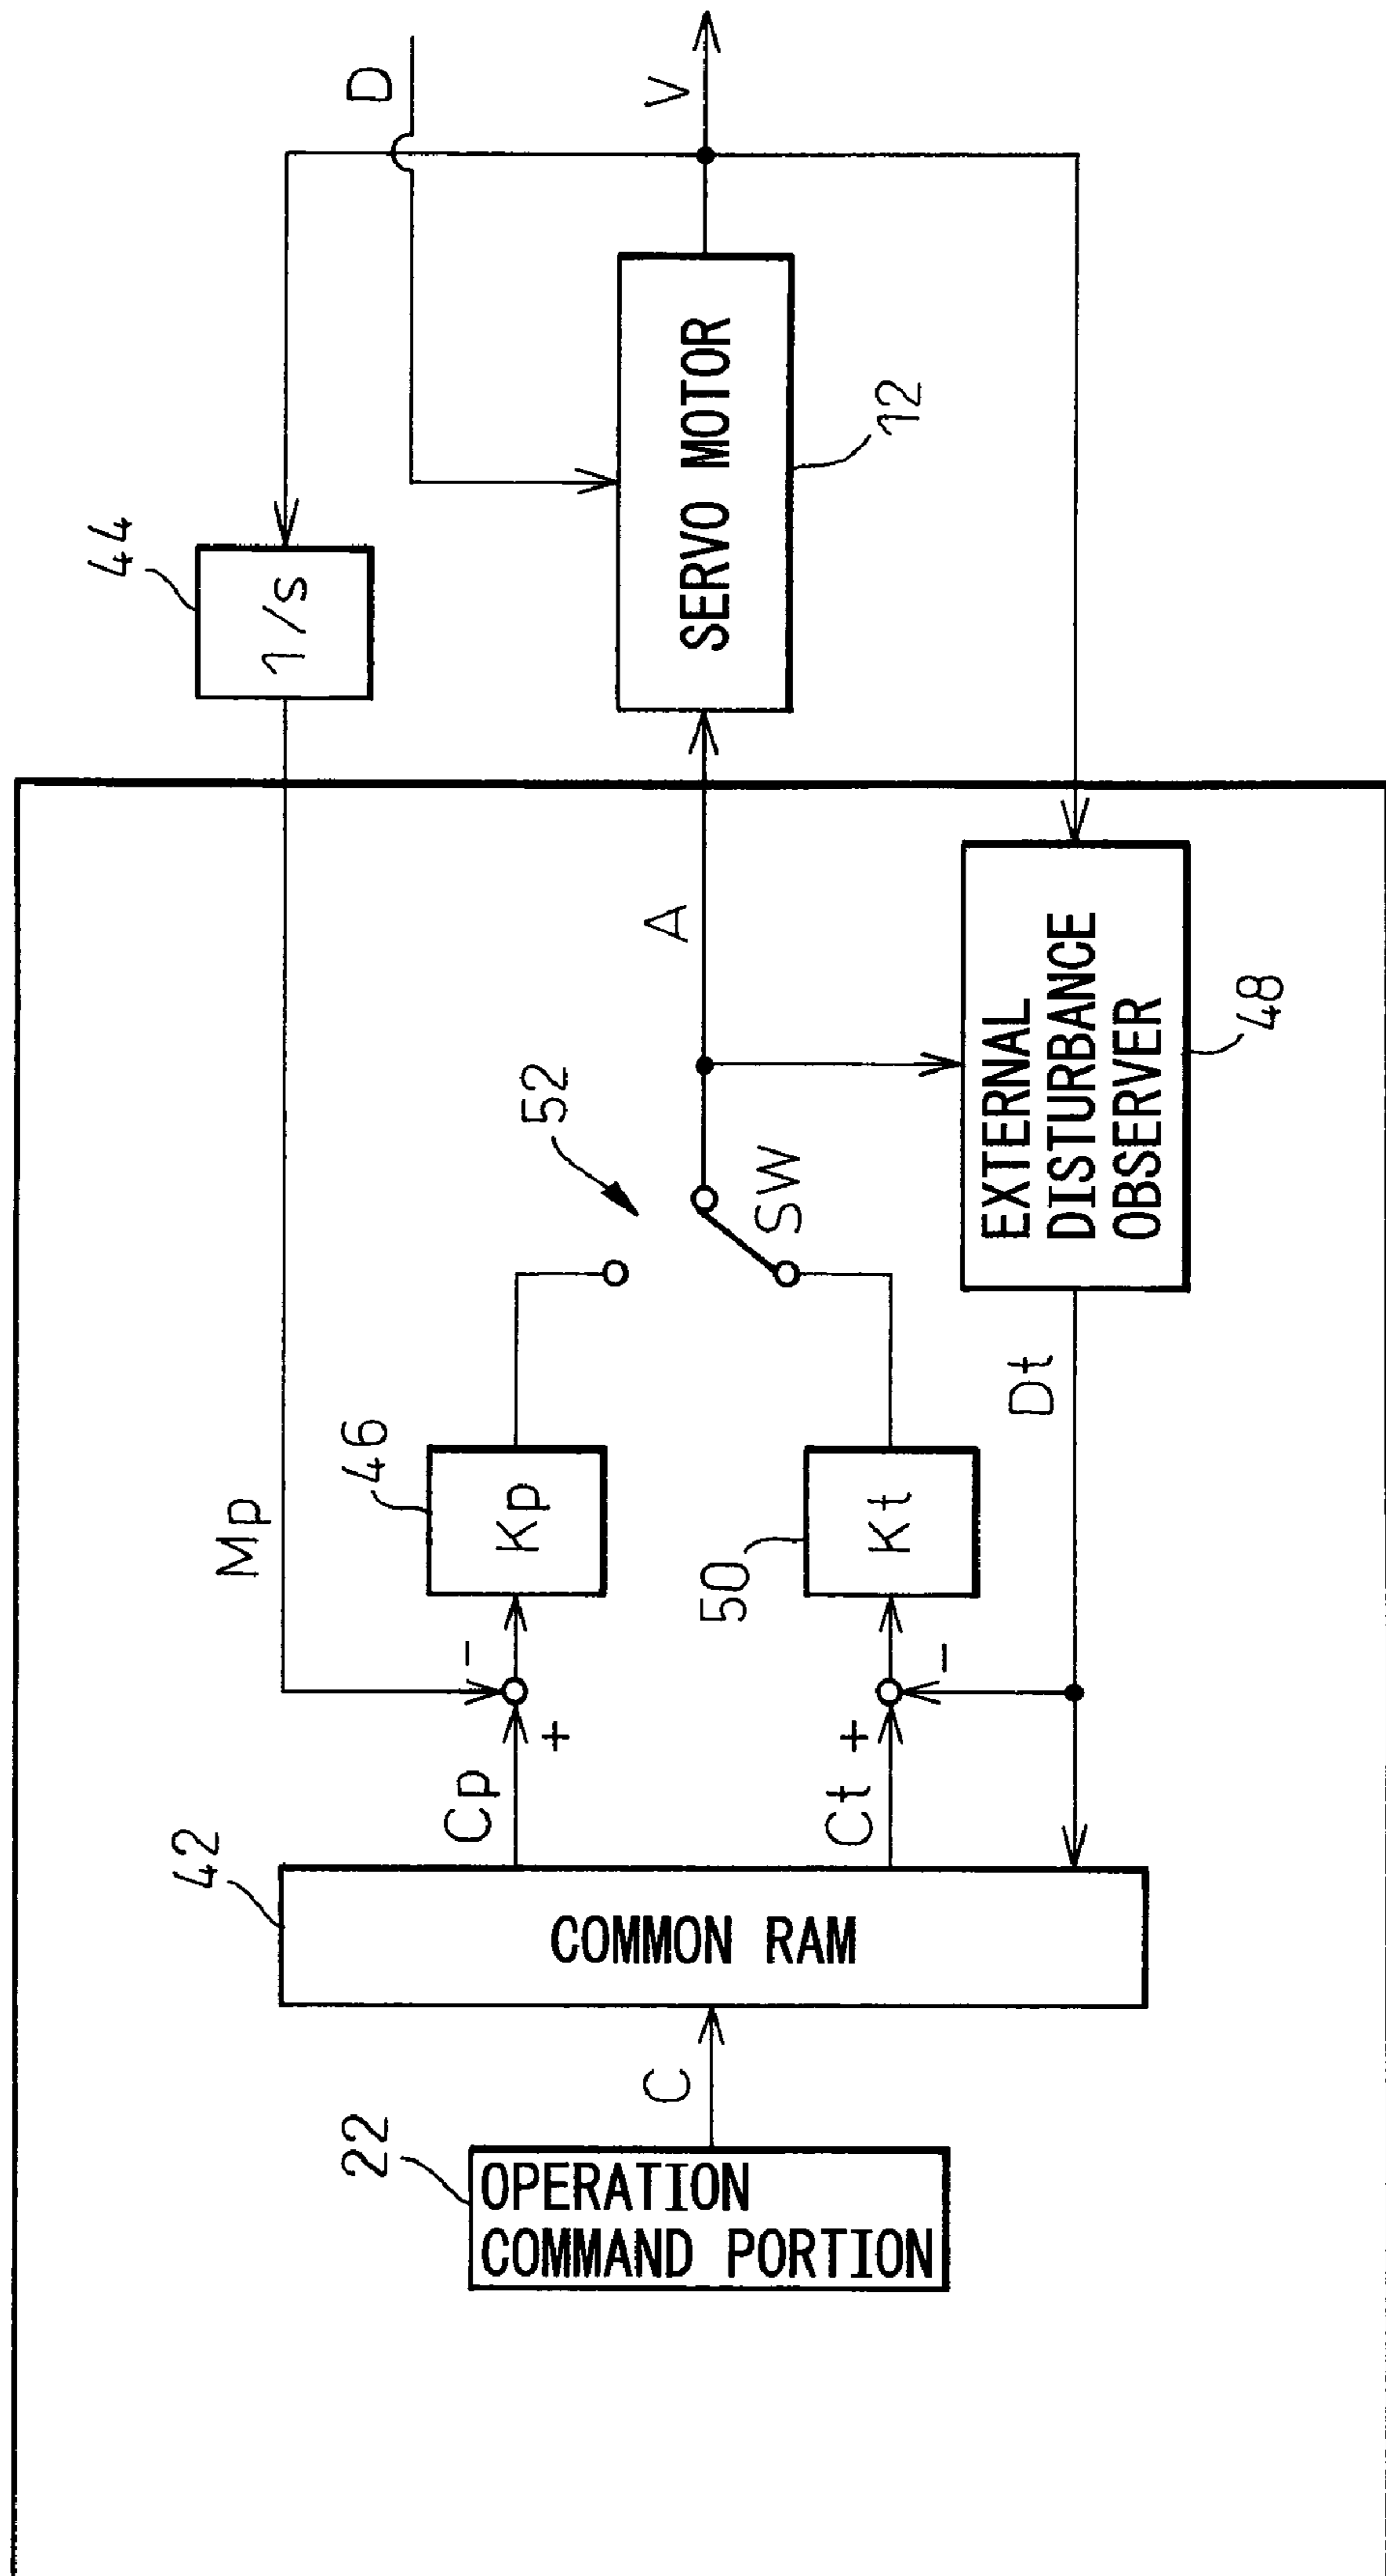 22
OPERATION
COMMAND PORTION
C
42
COMMON RAM
Cp
+
-
Mp
46
Kp
Ct
+
-
50
Kt
Dt
52
SW
A
EXTERNAL
DISTURBANCE
OBSERVER
48
44
1/s
SERVO MOTOR
12
D
V